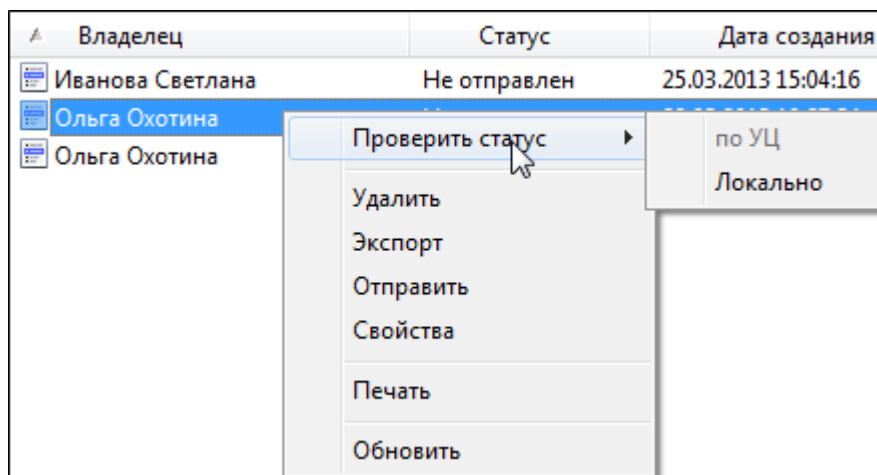 Владелец Статус Дата создания
Иванова Светлана Не отправлен 25.03.2013 15:04:16
Ольга Охотина
Ольга Охотина
Проверить статус
Удалить
Экспорт
Отправить
Свойства
Печать
Обновить
по УЦ
Локально